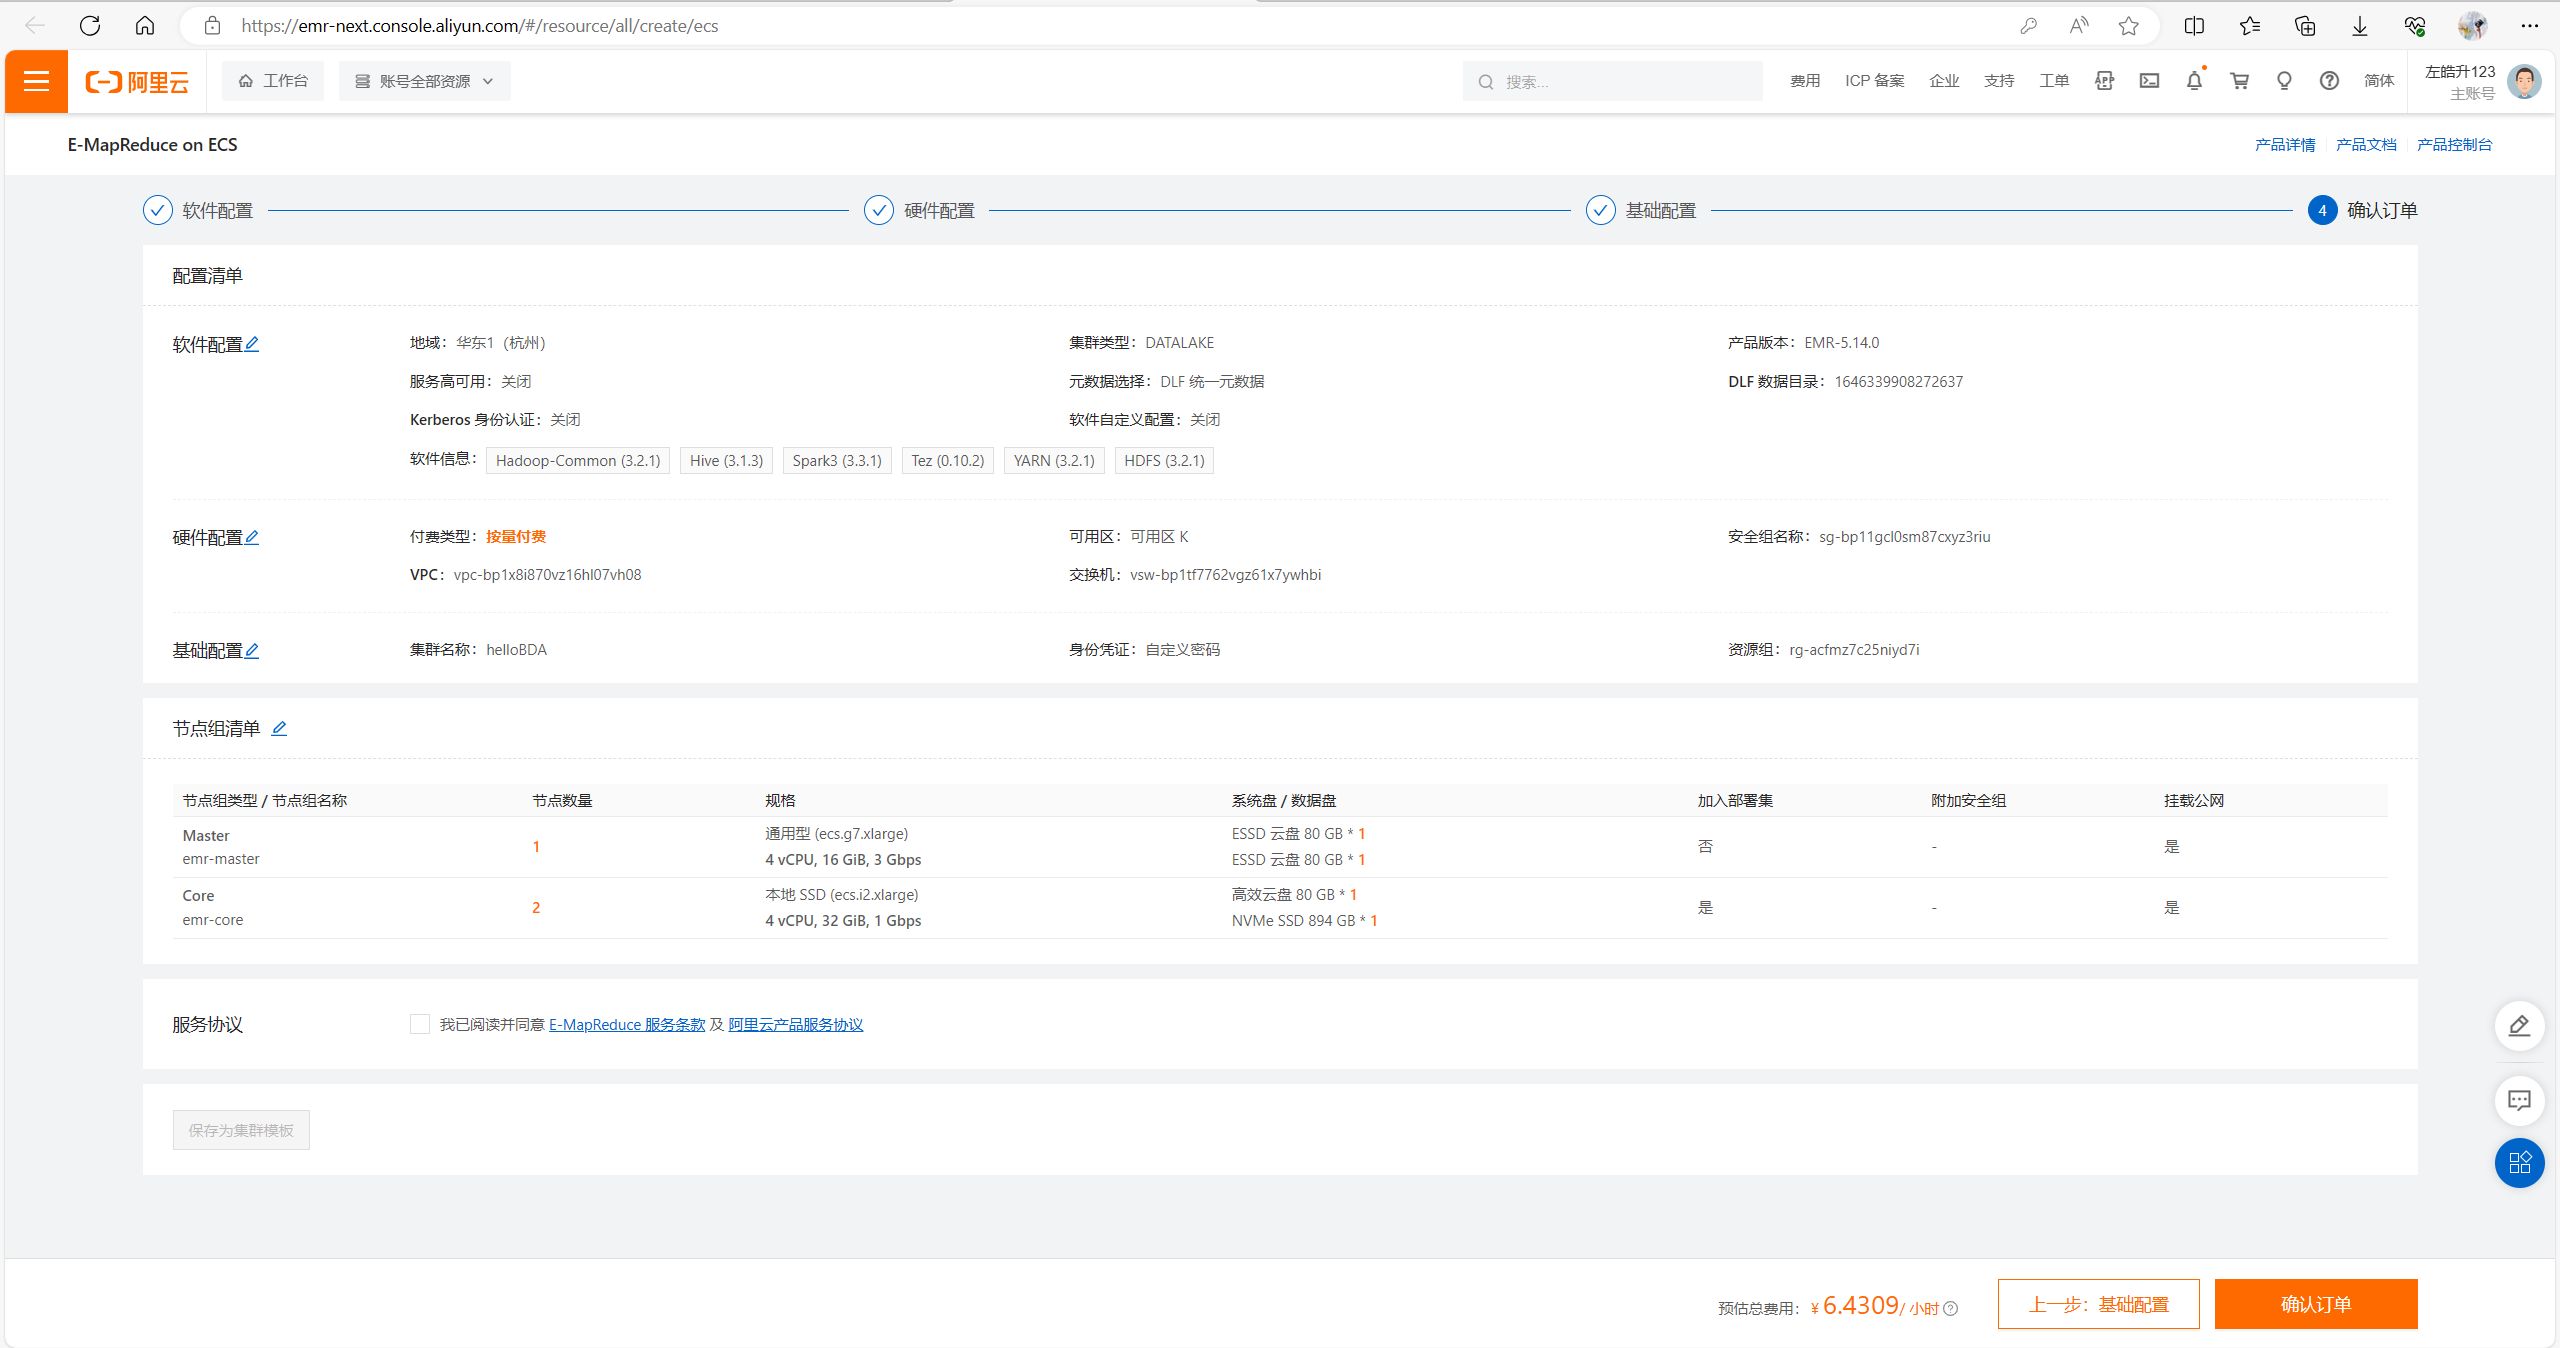 https://emr-next.console.aliyun.com/#/resource/all/create/ecs
阿里云 工作台 账号全部资源 搜索... 费用 ICP 备案 企业 支持 工单 简体 左皓升123
主账号
E-MapReduce on ECS 产品详情 产品文档 产品控制台
软件配置 硬件配置 基础配置 4 确认订单
配置清单
软件配置 地域：华东1（杭州） 集群类型：DATALAKE 产品版本：EMR-5.14.0
服务高可用：关闭 元数据选择：DLF 统一元数据 DLF 数据目录：1646339908272637
Kerberos 身份认证：关闭 软件自定义配置：关闭
软件信息： Hadoop-Common (3.2.1) Hive (3.1.3) Spark3 (3.3.1) Tez (0.10.2) YARN (3.2.1) HDFS (3.2.1)
硬件配置 付费类型：按量付费 可用区：可用区 K 安全组名称：sg-bp11gcl0sm87cxyz3riu
VPC：vpc-bp1x8i870vz16hl07vh08 交换机：vsw-bp1tf7762vgz61x7ywhbi
基础配置 集群名称：helloBDA 身份凭证：自定义密码 资源组：rg-acfmz7c25niyd7i
节点组清单
节点组类型 / 节点组名称 节点数量 规格 系统盘 / 数据盘 加入部署集 附加安全组 挂载公网
Master 通用型 (ecs.g7.xlarge) ESSD 云盘 80 GB * 1
1 否 - 是
emr-master 4 vCPU, 16 GiB, 3 Gbps ESSD 云盘 80 GB * 1
Core 本地 SSD (ecs.i2.xlarge) 高效云盘 80 GB * 1
2 是 - 是
emr-core 4 vCPU, 32 GiB, 1 Gbps NVMe SSD 894 GB * 1
服务协议 我已阅读并同意 E-MapReduce 服务条款 及 阿里云产品服务协议
保存为集群模板
预估总费用：¥ 6.4309/ 小时 上一步：基础配置 确认订单